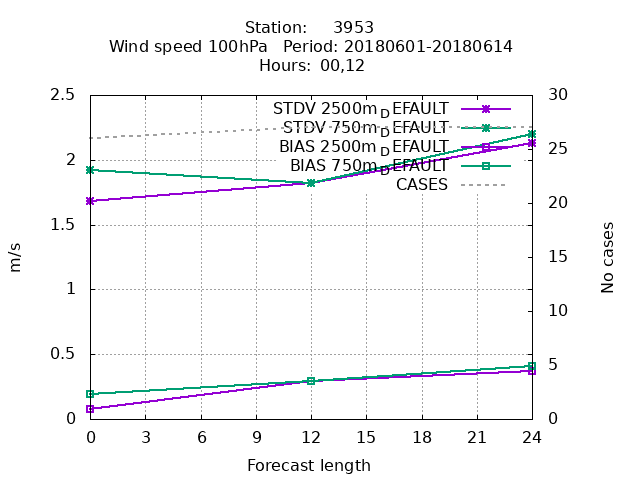 Station: 3953
Wind speed 100hPa Period: 20180601-20180614
Hours: 00,12
2.5
2
1.5
1
0.5
0
m/s
30
25
20
15
10
5
0
No cases
STDV 2500m_DEFAULT
STDV 750m_DEFAULT
BIAS 2500m_DEFAULT
BIAS 750m_DEFAULT
CASES
0 3 6 9 12 15 18 21 24
Forecast length